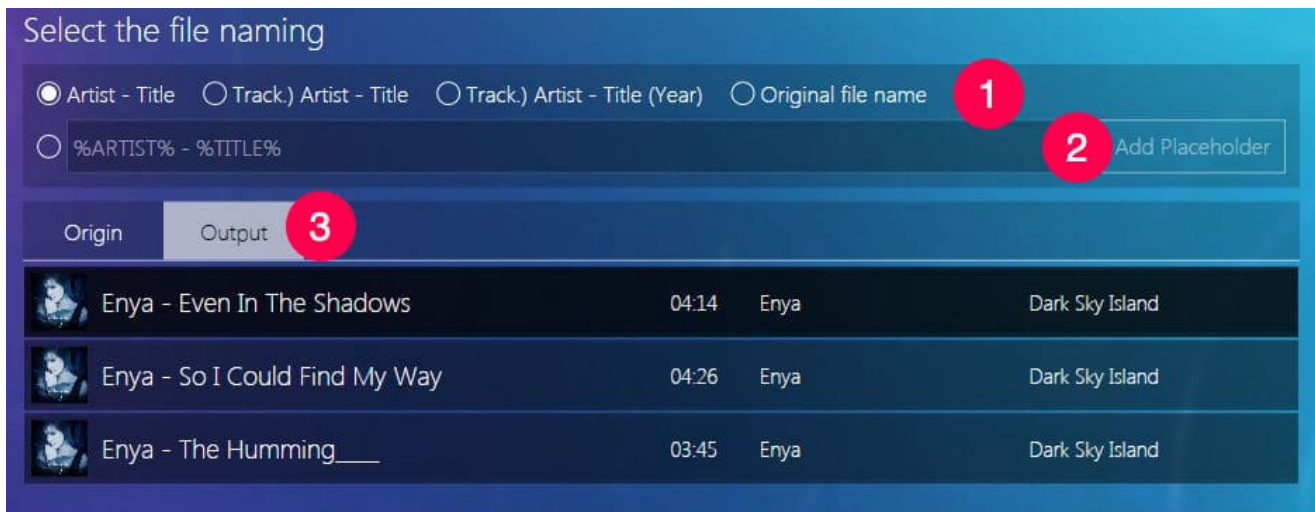 Select the file naming
Artist - Title Track.) Artist - Title Track.) Artist - Title (Year) Original file name 1
%ARTIST% - %TITLE% 2 Add Placeholder
Origin Output 3
Enya - Even In The Shadows 04:14 Enya Dark Sky Island
Enya - So I Could Find My Way 04:26 Enya Dark Sky Island
Enya - The Humming____ 03:45 Enya Dark Sky Island